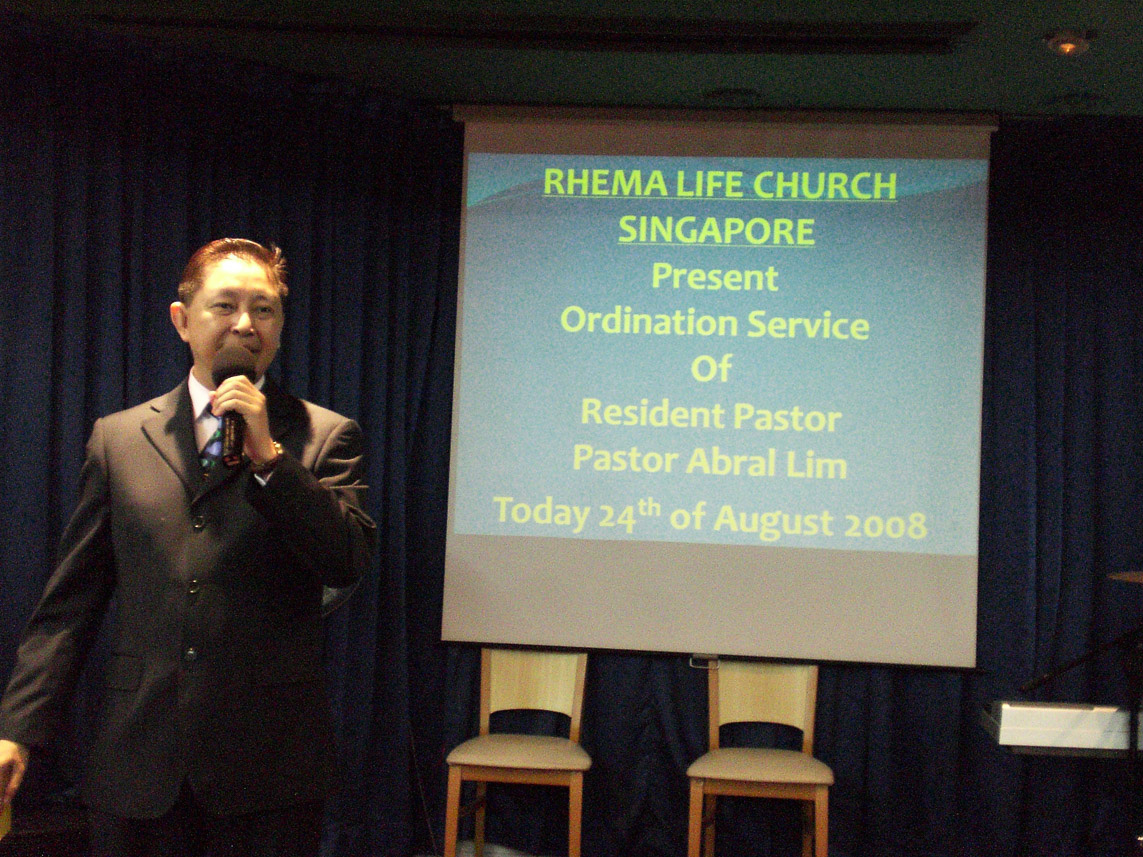 RHEMA LIFE CHURCH
SINGAPORE
Present
Ordination Service
Of
Resident Pastor
Pastor Abral Lim
Today 24th of August 2008